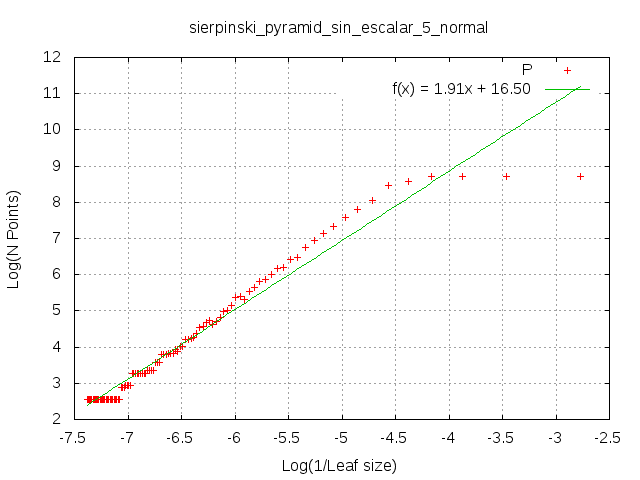 sierpinski_pyramid_sin_escalar_5_normal
12
11
10
9
8
7
6
5
4
3
2
Log(N Points)
P
f(x) = 1.91x + 16.50
-7.5 -7 -6.5 -6 -5.5 -5 -4.5 -4 -3.5 -3 -2.5
Log(1/Leaf size)